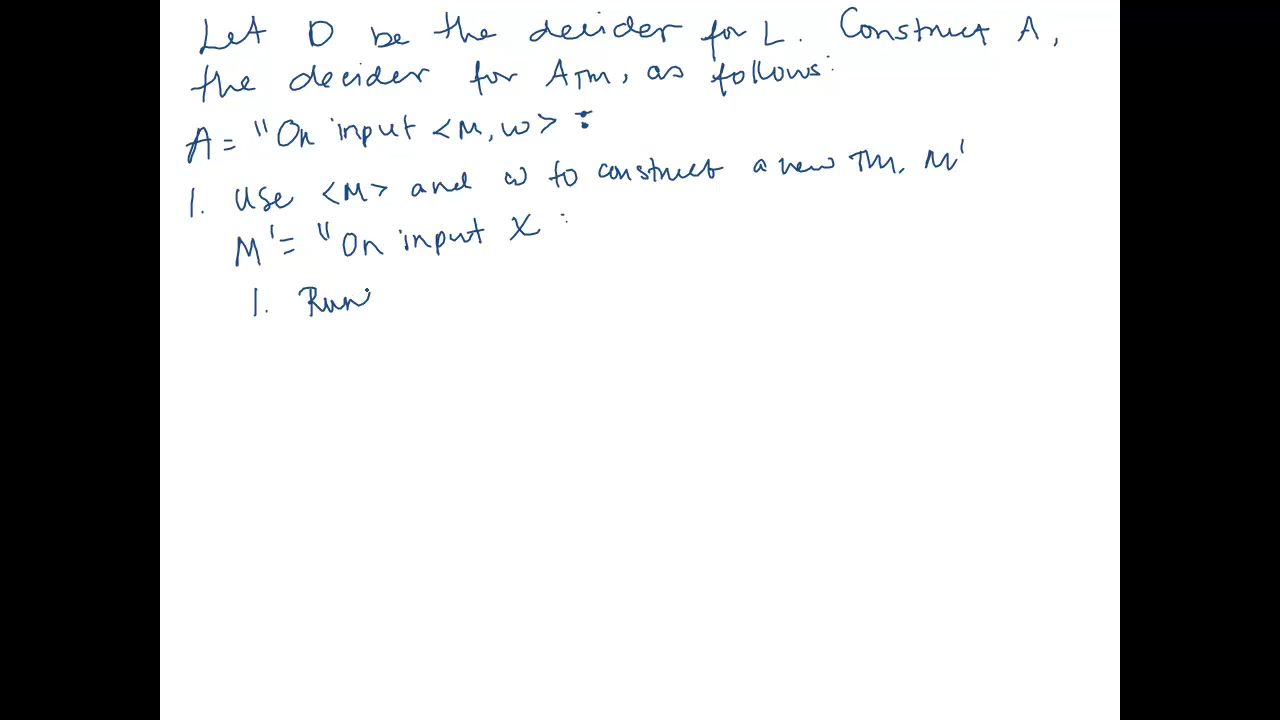 Let D be the decider for L. Construct A,
the decider for ATM, as follows:
A = "On input <M, w> :
1. Use <M> and w to construct a new TM, M'
M' = "On input X :
1. Run